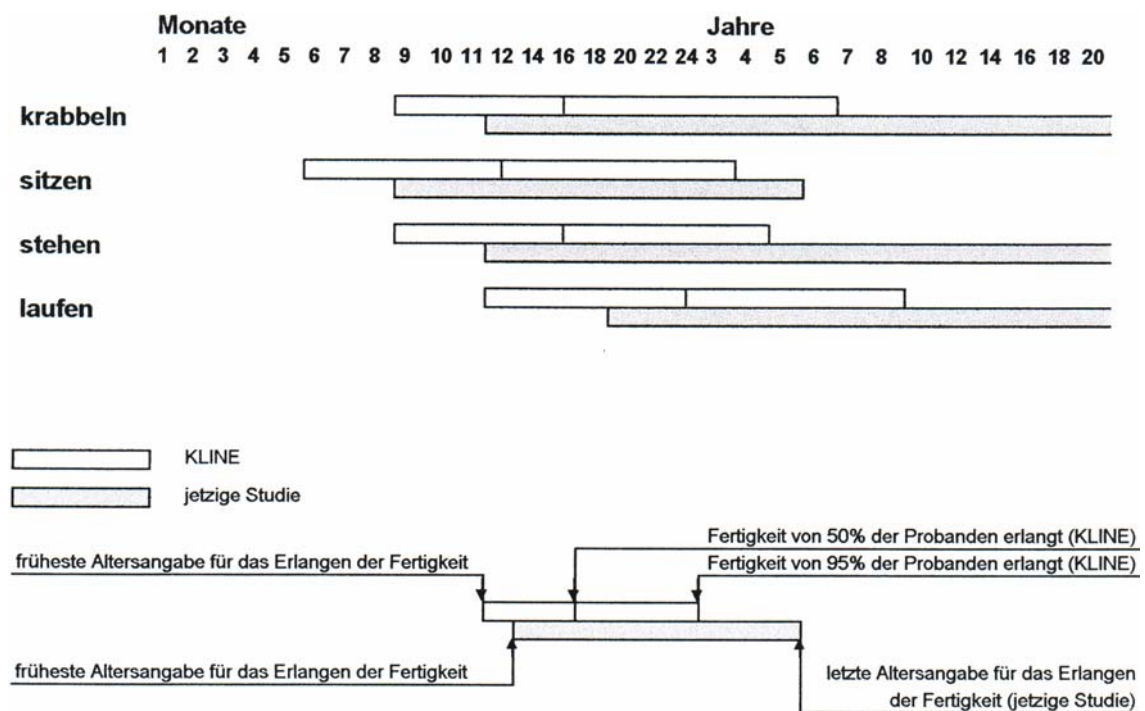 Monate Jahre
1 2 3 4 5 6 7 8 9 10 11 12 14 16 18 20 22 24 3 4 5 6 7 8 10 12 14 16 18 20
krabbeln
sitzen
stehen
laufen
KLINE
jetzige Studie
Fertigkeit von 50% der Probanden erlangt (KLINE)
früheste Altersangabe für das Erlangen der Fertigkeit
Fertigkeit von 95% der Probanden erlangt (KLINE)
früheste Altersangabe für das Erlangen der Fertigkeit
letzte Altersangabe für das Erlangen
der Fertigkeit (jetzige Studie)